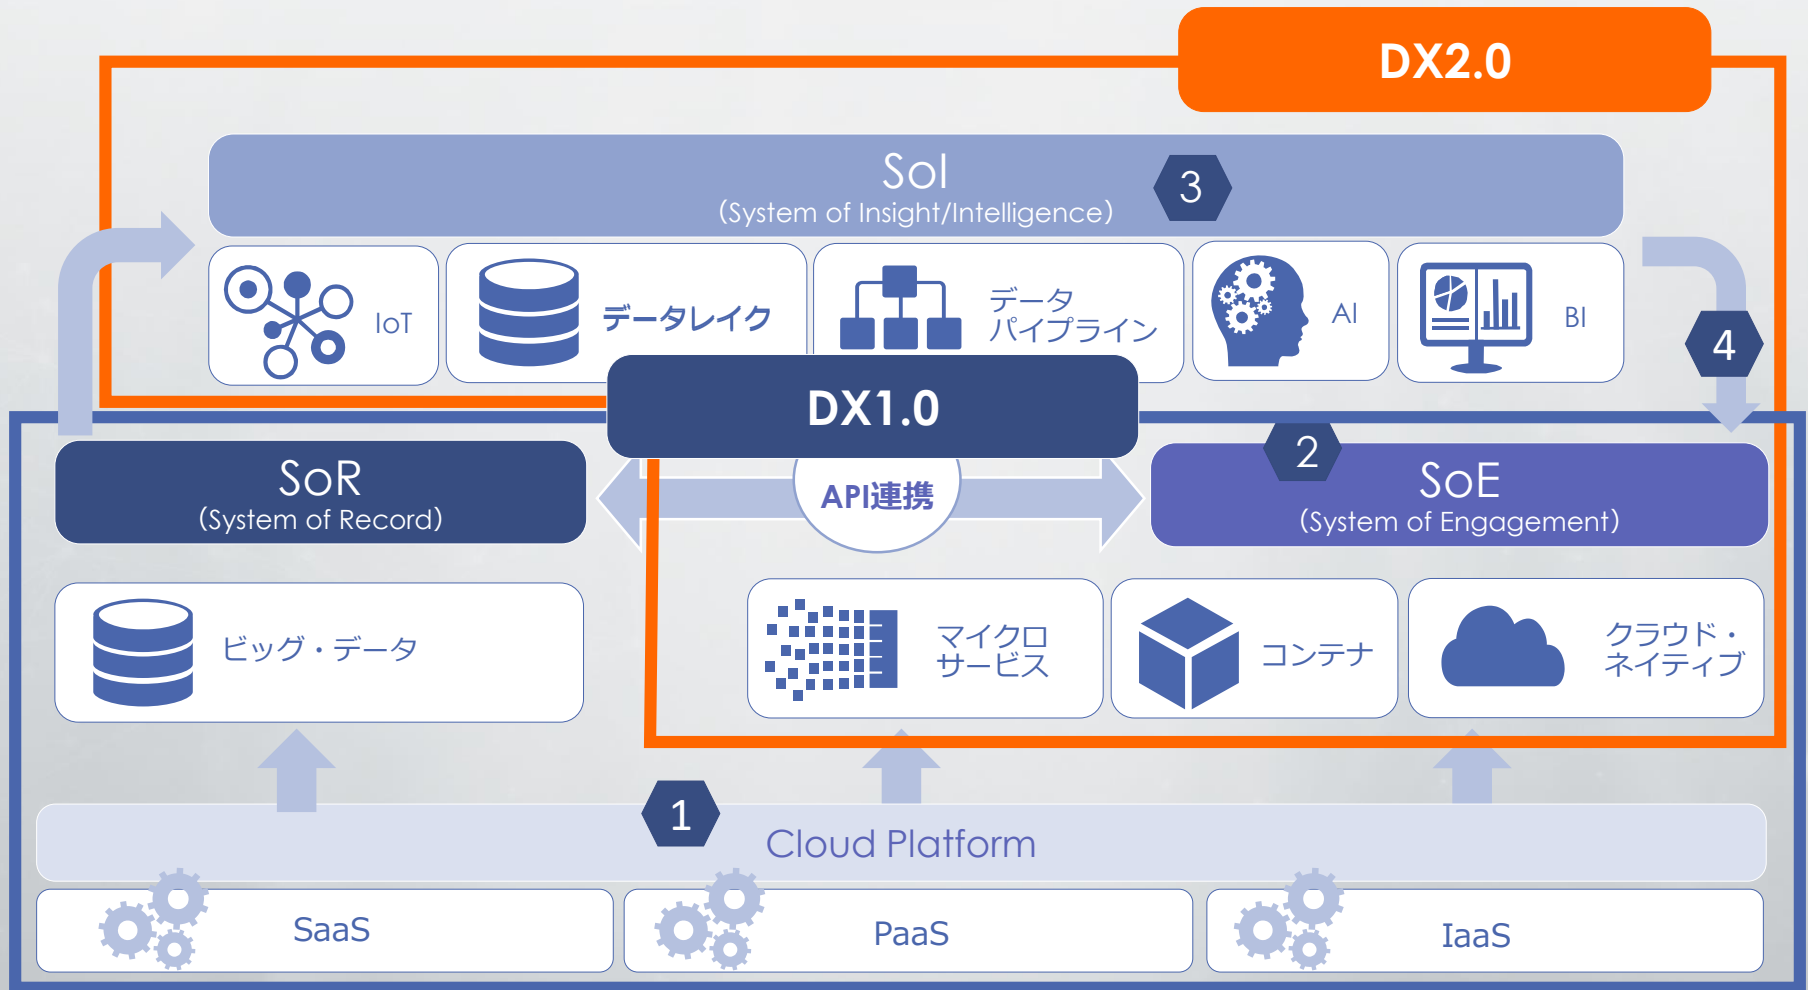 DX2.0
SoI
（System of Insight/Intelligence）
3
IoT
データレイク
データ
パイプライン
AI
BI
4
DX1.0
SoR
（System of Record）
API連携
2
SoE
（System of Engagement）
ビッグ・データ
マイクロ
サービス
コンテナ
クラウド・
ネイティブ
1
Cloud Platform
SaaS
PaaS
IaaS